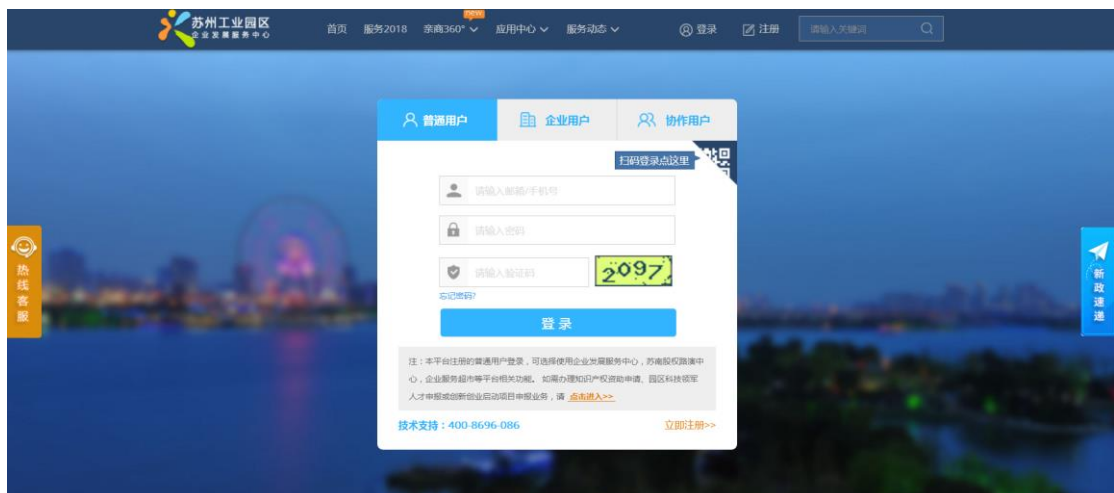 苏州工业园区
企业发展服务中心
首页 服务2018 亲商360° new 应用中心 服务动态 登录 注册 请输入关键词
普通用户 企业用户 协作用户
扫码登录点这里
请输入邮箱/手机号
请输入密码
请输入验证码 2097
忘记密码?
登录
注：本平台注册的普通用户登录，可选择使用企业发展服务中心，苏南股权路演中
心，企业服务超市等平台相关功能。 如需办理知识产权资助申请、园区科技领军
人才申报或创新创业启动项目申报业务，请 点击进入>>
技术支持：400-8696-086 立即注册>>
热线客服
新政速递